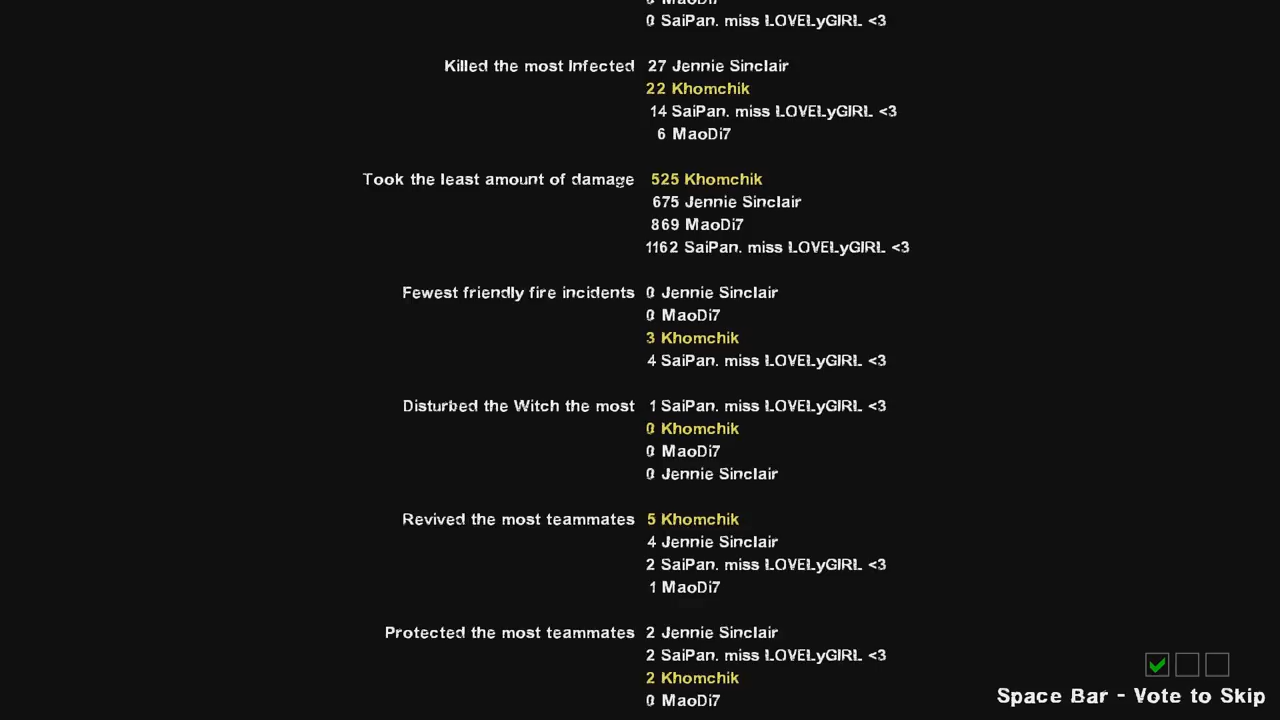 0 MaoDi7
0 SaiPan. miss LOVELyGIRL <3
Killed the most Infected 27 Jennie Sinclair
22 Khomchik
14 SaiPan. miss LOVELyGIRL <3
6 MaoDi7
Took the least amount of damage 525 Khomchik
675 Jennie Sinclair
869 MaoDi7
1162 SaiPan. miss LOVELyGIRL <3
Fewest friendly fire incidents 0 Jennie Sinclair
0 MaoDi7
3 Khomchik
4 SaiPan. miss LOVELyGIRL <3
Disturbed the Witch the most 1 SaiPan. miss LOVELyGIRL <3
0 Khomchik
0 MaoDi7
0 Jennie Sinclair
Revived the most teammates 5 Khomchik
4 Jennie Sinclair
2 SaiPan. miss LOVELyGIRL <3
1 MaoDi7
Protected the most teammates 2 Jennie Sinclair
2 SaiPan. miss LOVELyGIRL <3
2 Khomchik
0 MaoDi7
Space Bar - Vote to Skip